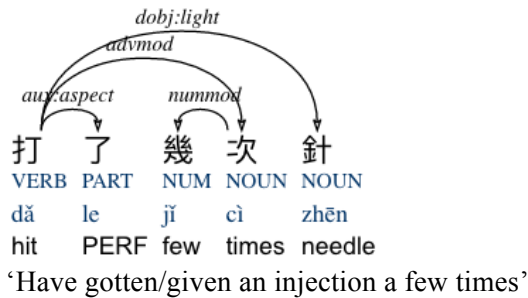 dobj:light
advmod
aux:aspect nummod
打 了 幾 次 針
VERB PART NUM NOUN NOUN
dǎ le jǐ cì zhēn
hit PERF few times needle
‘Have gotten/given an injection a few times’